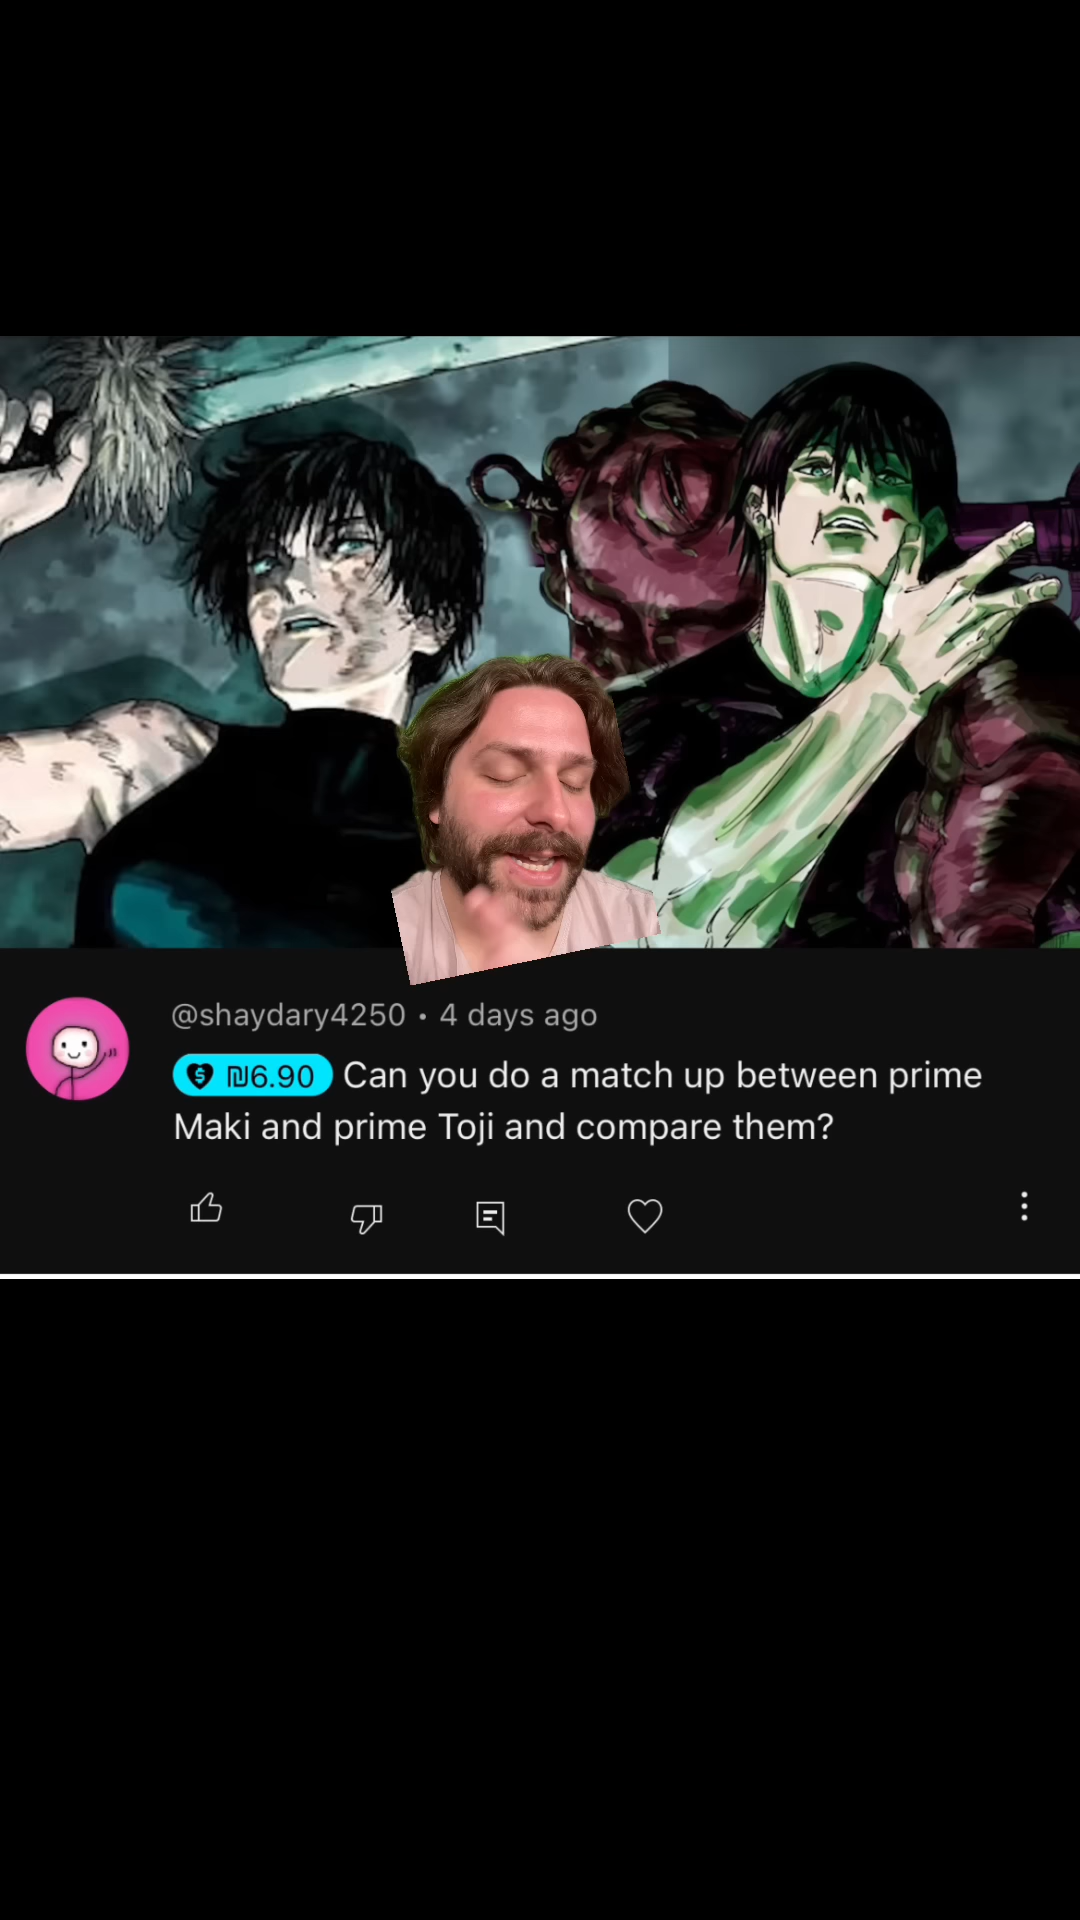 @shaydary4250 • 4 days ago
₪6.90 Can you do a match up between prime
Maki and prime Toji and compare them?